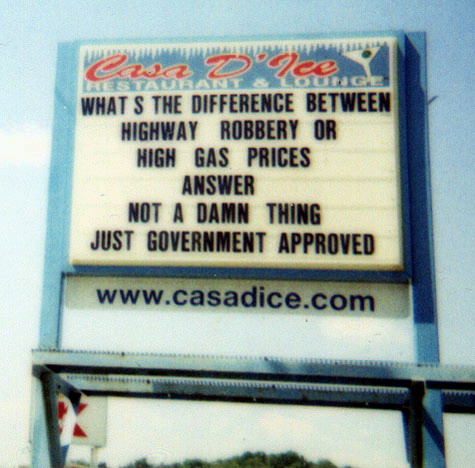 Casa D'Ice
RESTAURANT & LOUNGE
WHAT S THE DIFFERENCE BETWEEN
HIGHWAY ROBBERY OR
HIGH GAS PRICES
ANSWER
NOT A DAMN THING
JUST GOVERNMENT APPROVED
www.casadice.com